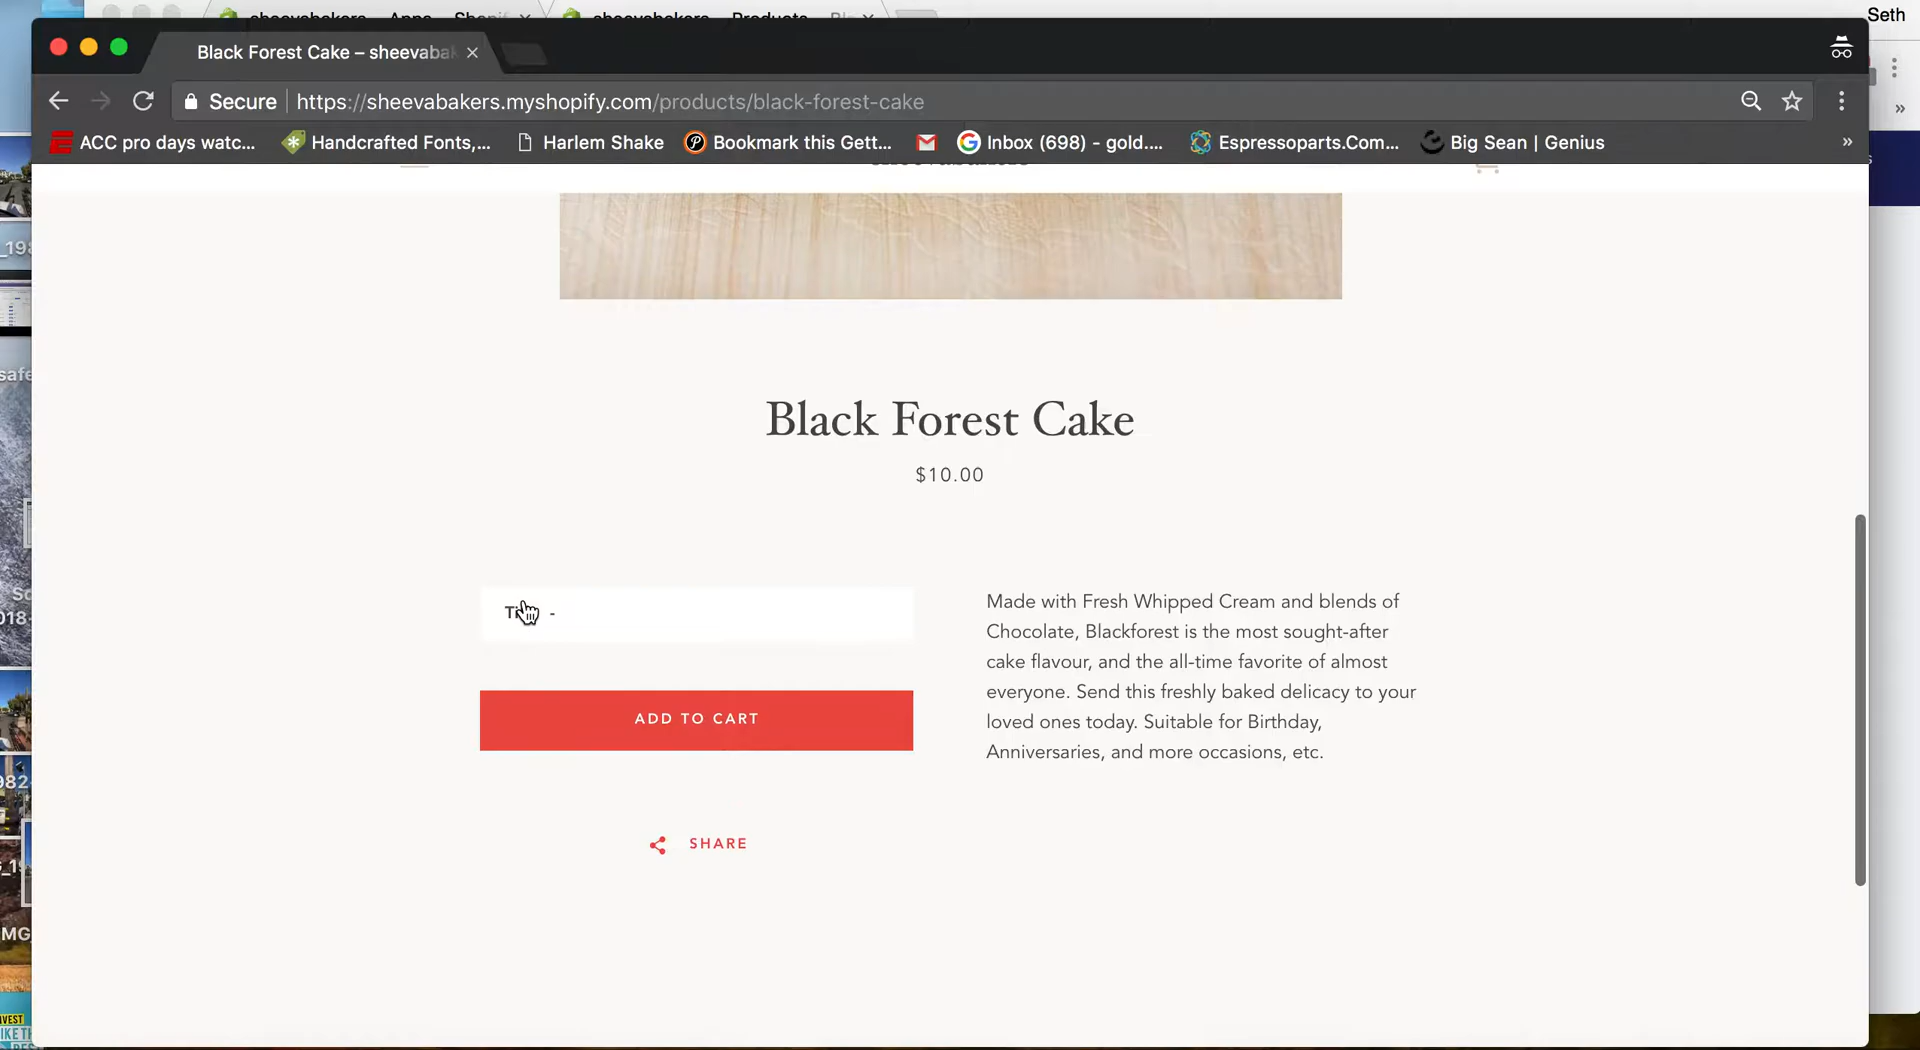 Seth
Black Forest Cake – sheevabak
Secure https://sheevabakers.myshopify.com/products/black-forest-cake
ACC pro days watc... Handcrafted Fonts,... Harlem Shake Bookmark this Gett... Inbox (698) - gold.... Espressoparts.Com... Big Sean | Genius »
Black Forest Cake
$10.00
Made with Fresh Whipped Cream and blends of
Chocolate, Blackforest is the most sought-after
cake flavour, and the all-time favorite of almost
everyone. Send this freshly baked delicacy to your
loved ones today. Suitable for Birthday,
Anniversaries, and more occasions, etc.
ADD TO CART
SHARE